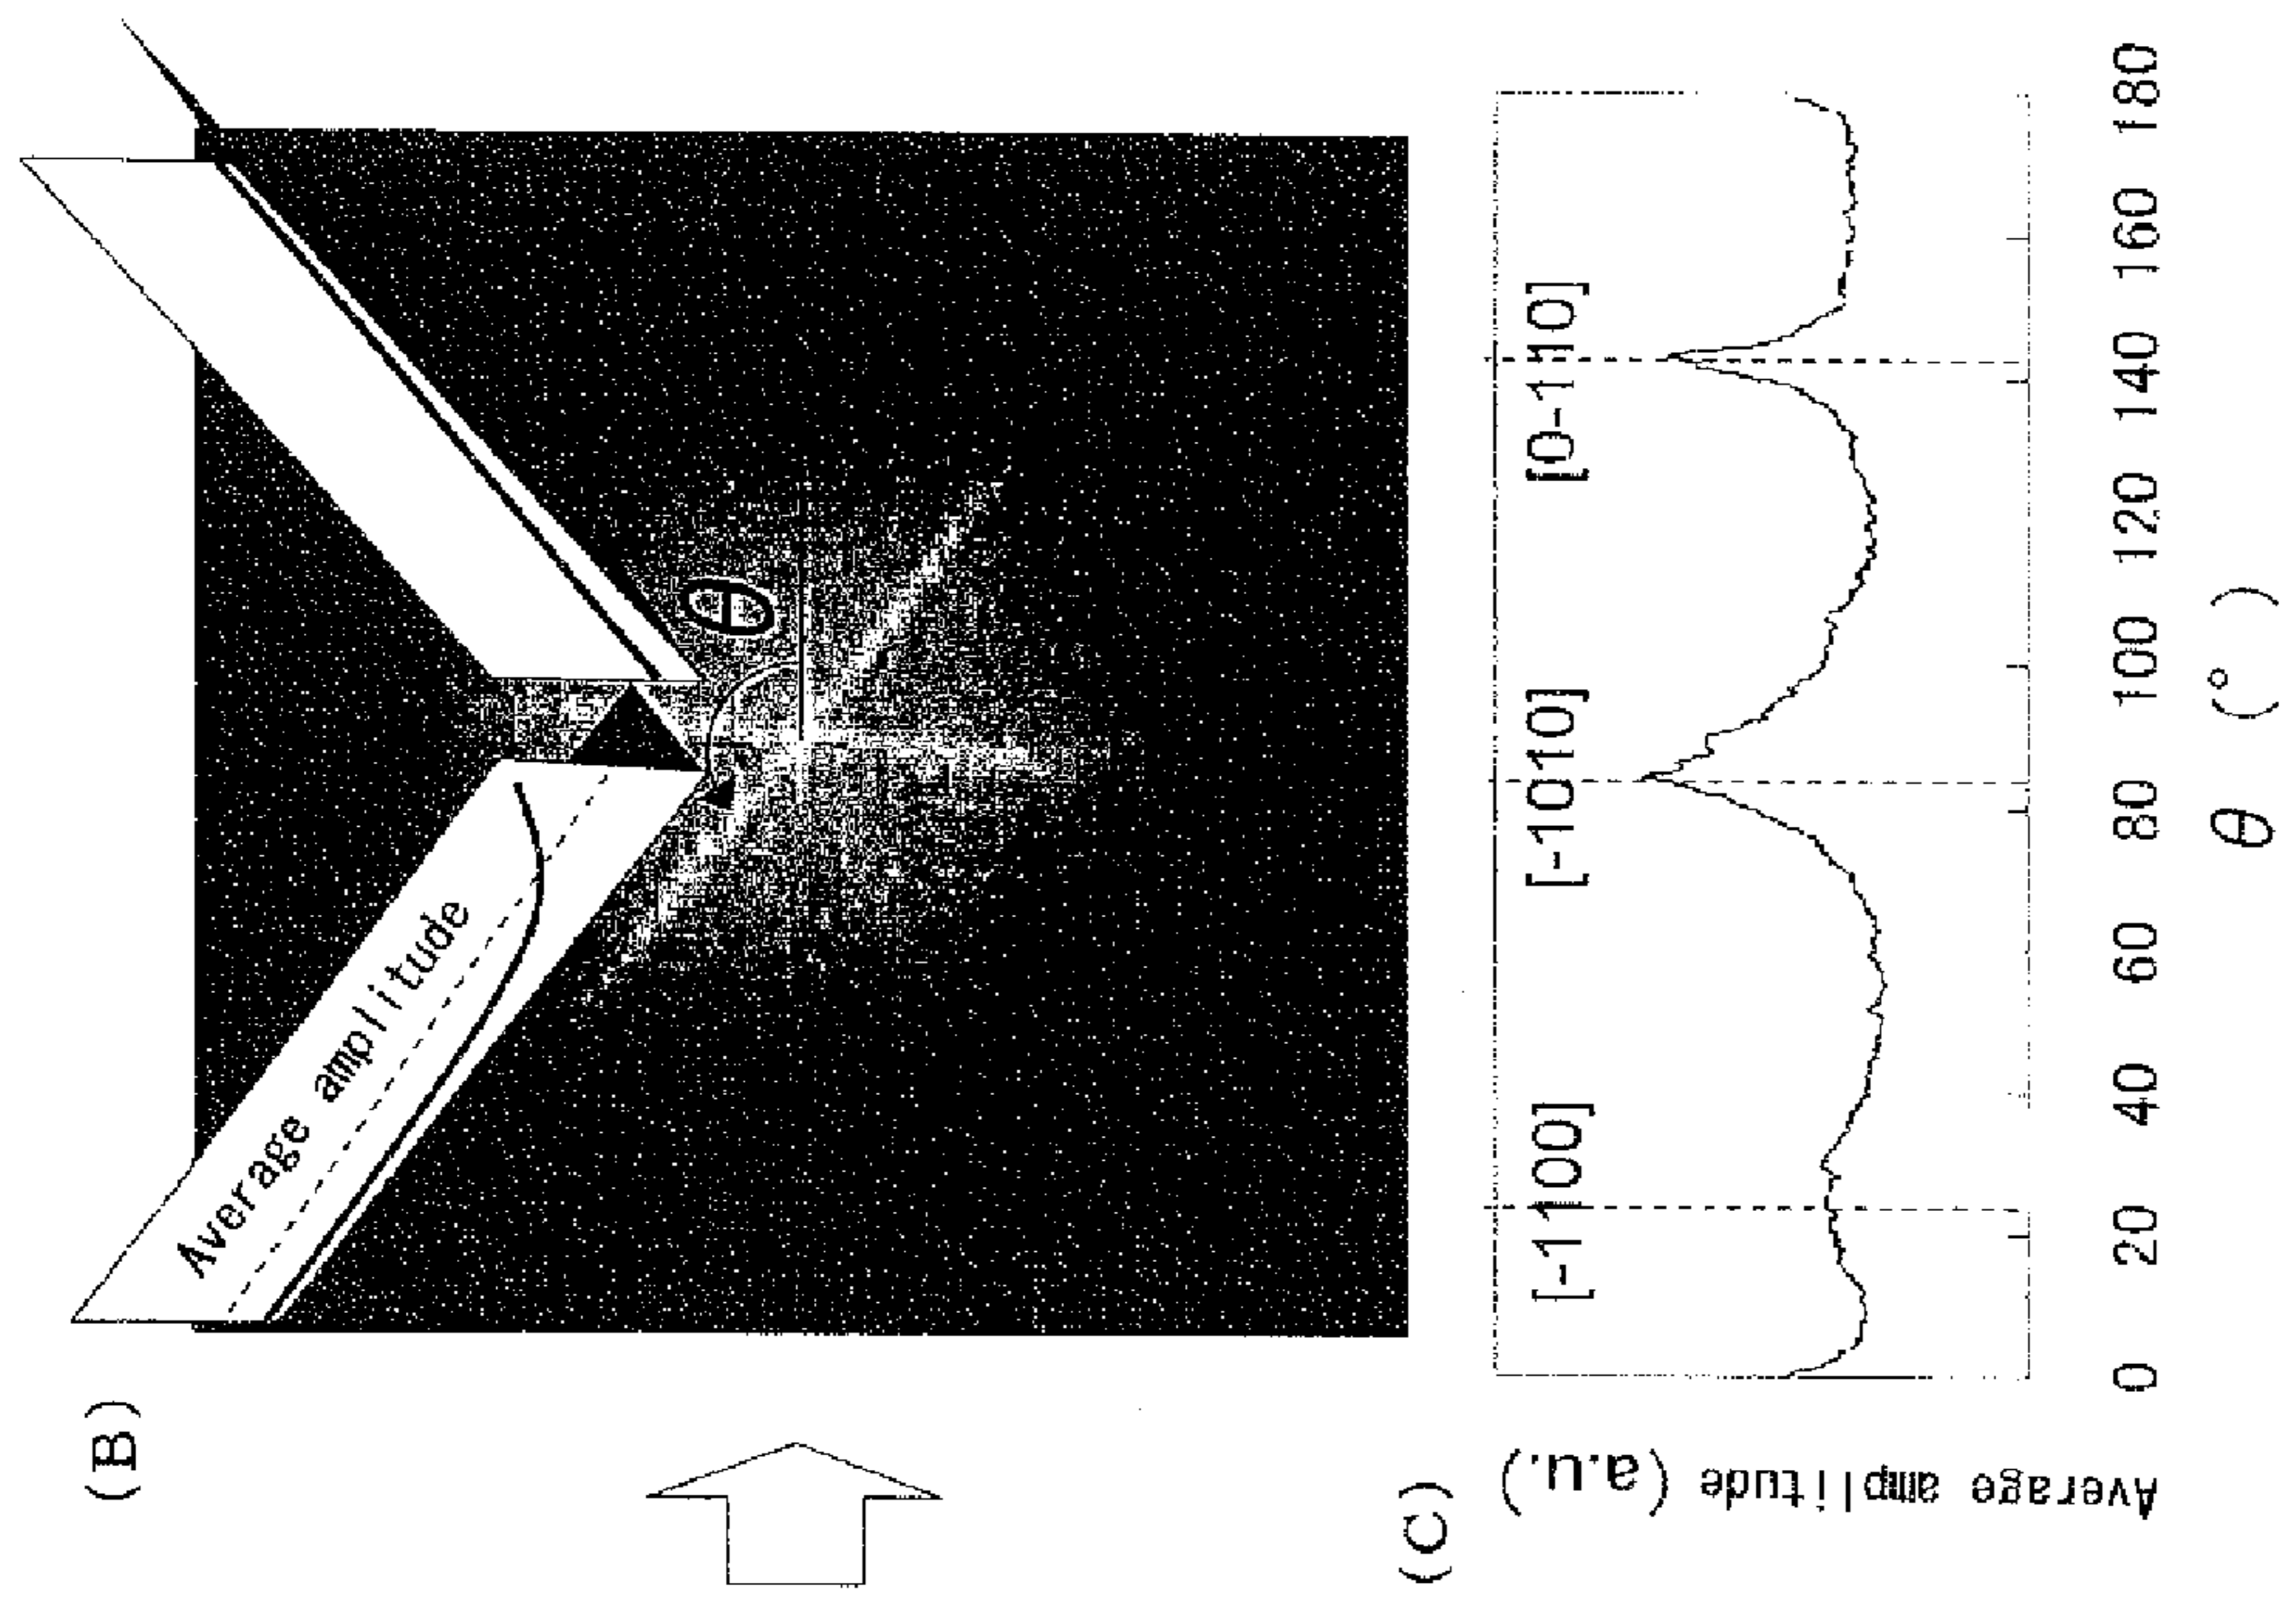 (B)
Average amplitude
θ
(C)
Average amplitude (a.u.)
[-1100]
[-1010]
[0-110]
0 20 40 60 80 100 120 140 160 180
θ (°)